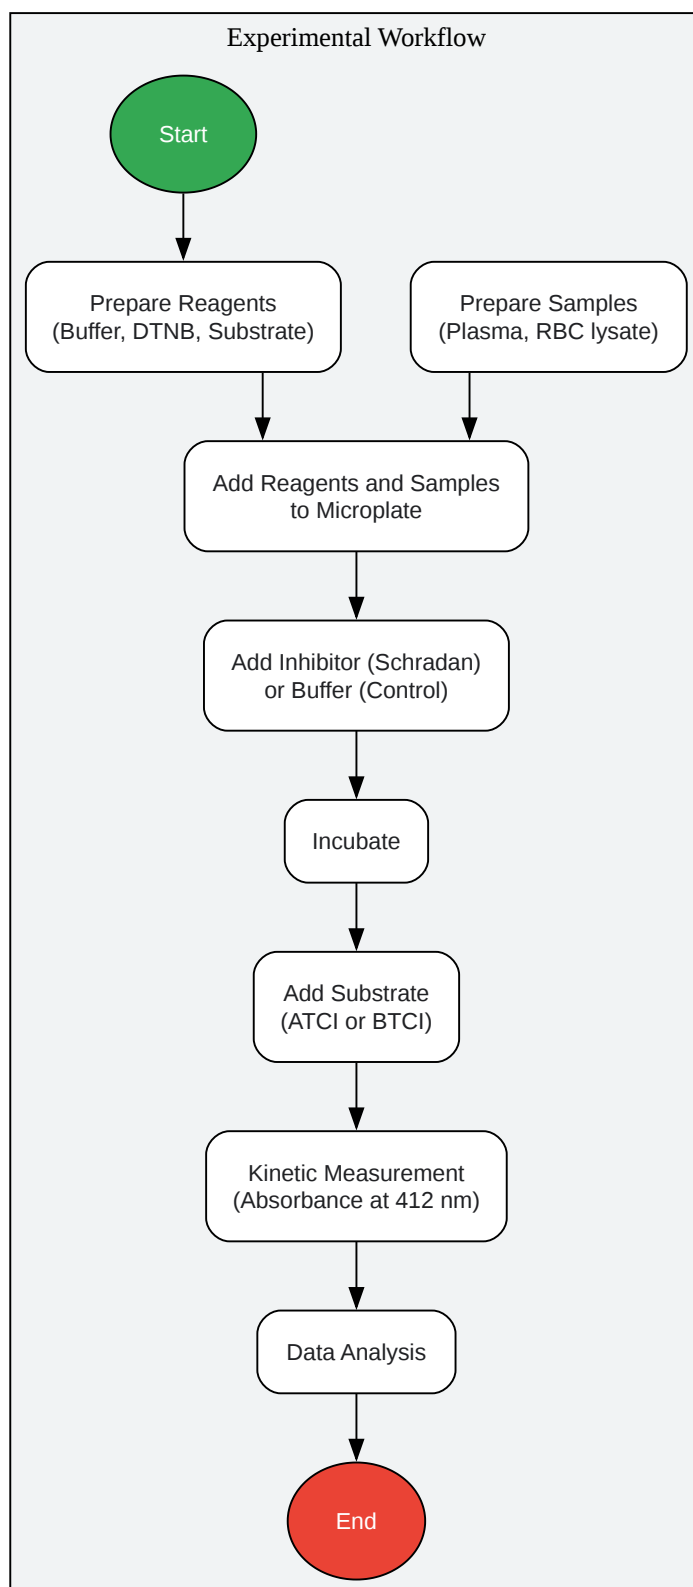 Experimental Workflow
Start
Prepare Reagents
(Buffer, DTNB, Substrate)
Prepare Samples
(Plasma, RBC lysate)
Add Reagents and Samples
to Microplate
Add Inhibitor (Schradan)
or Buffer (Control)
Incubate
Add Substrate
(ATCI or BTCI)
Kinetic Measurement
(Absorbance at 412 nm)
Data Analysis
End